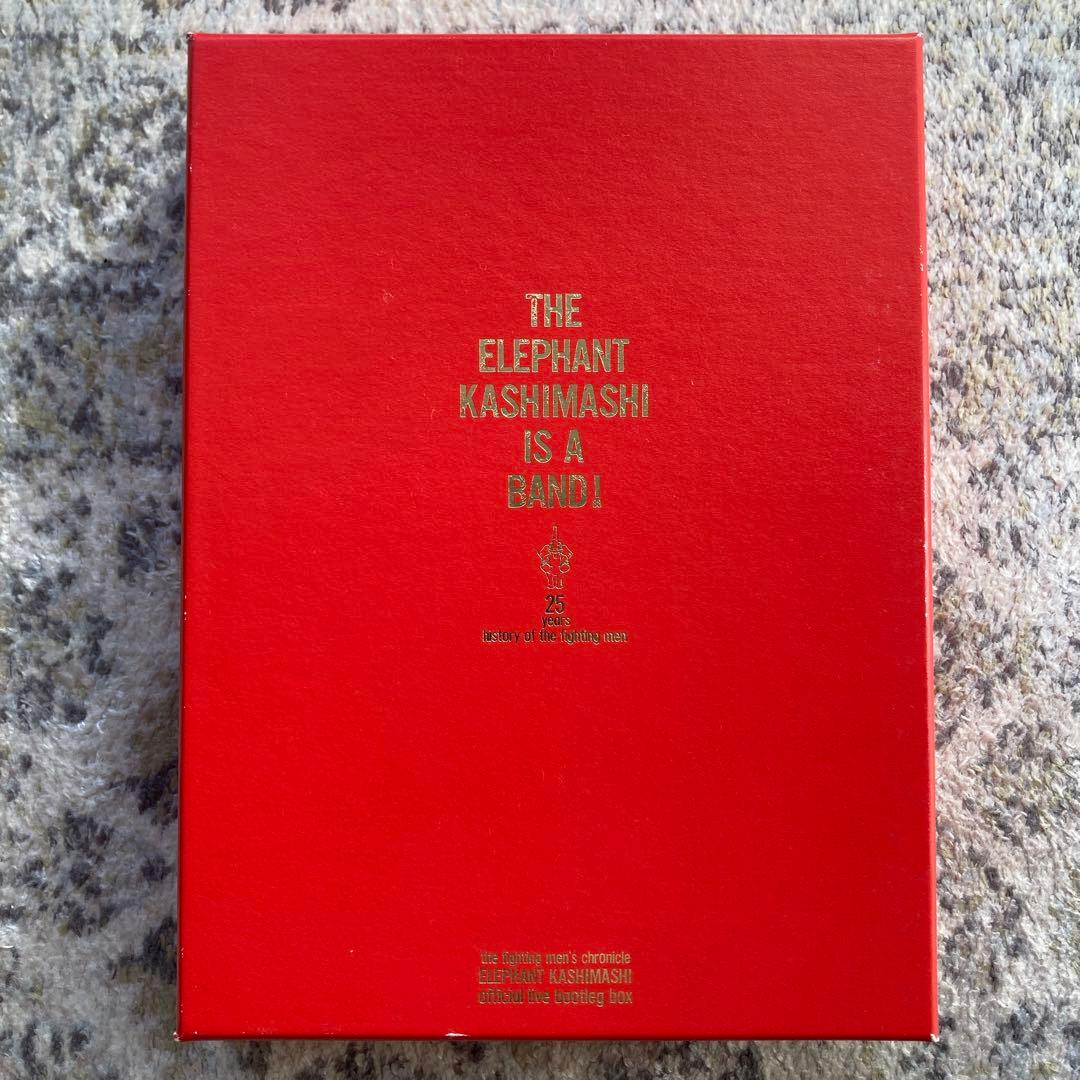 THE
ELEPHANT
KASHIMASHI
IS A
BAND!
25
years
history of the fighting men
the fighting men's chronicle
ELEPHANT KASHIMASHI
official live bootleg box